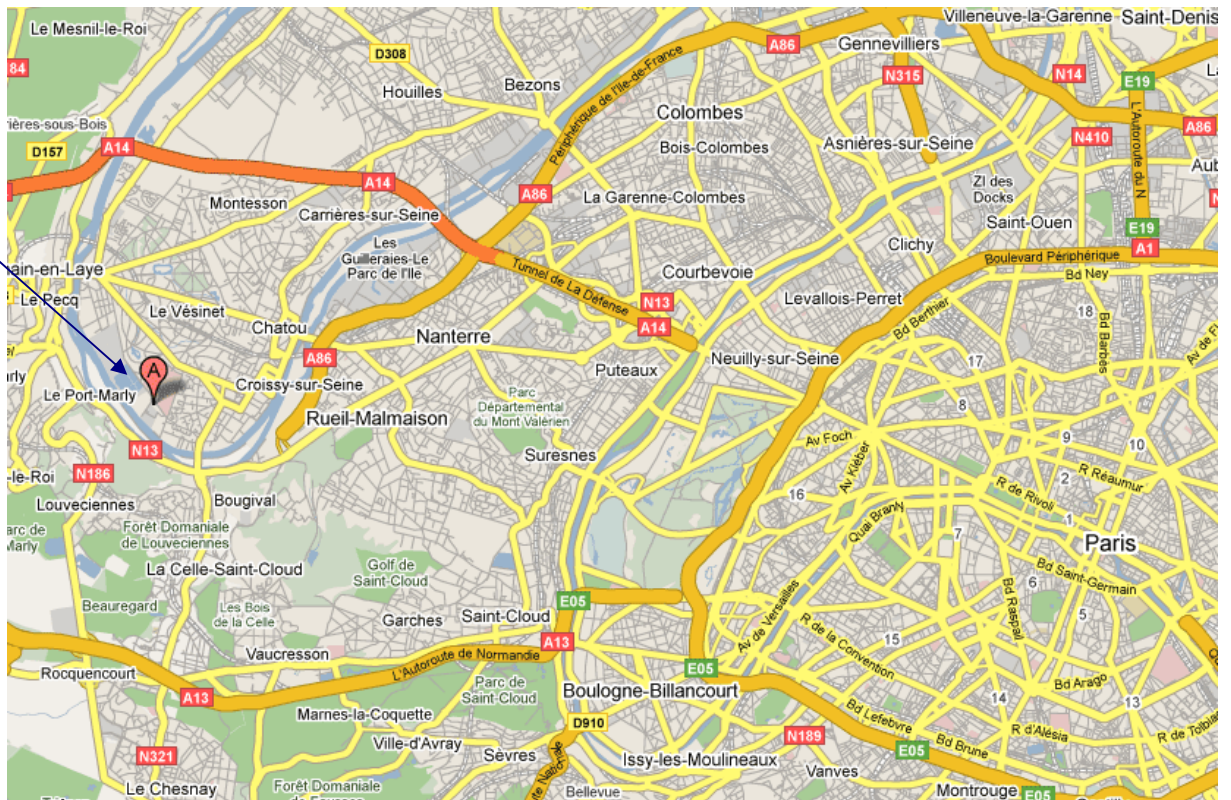 Le Mesnil-le-Roi
Villeneuve-la-Garenne
Saint-Denis
D308
A86
Gennevilliers
84
N315
N14
E19
Houilles
Bezons
Périphérique de l'Ile-de-France
Colombes
L'Autoroute du N
rières-sous-Bois
A14
D157
Bois-Colombes
Asnières-sur-Seine
N410
A86
Aub
A14
A86
Montesson
La Garenne-Colombes
ZI des
Docks
Carrières-sur-Seine
Saint-Ouen
E19
Les
Guilleraies-Le
Parc de l'Ile
Clichy
A1
Boulevard Périphérique
ain-en-Laye
Tunnel de La Défense
Courbevoie
Bd Ney
Le Pecq
N13
Levallois-Perret
Le Vésinet
Chatou
A14
Bd Berthier
18
Bd Barbès
Nanterre
A86
Neuilly-sur-Seine
17
Av de Fl
A
Puteaux
arly
Le Port-Marly
Croissy-sur-Seine
Parc
Départemental
du Mont Valérien
8
Rueil-Malmaison
Av Foch
9
10
N13
Suresnes
Av Kléber
N186
-le-Roi
2
R Réaumur
16
R de Rivoli
Louveciennes
Bougival
Quai Branly
1
Parc de
Marly
Forêt Domaniale
de Louveciennes
7
Paris
La Celle-Saint-Cloud
Golf de
Saint-Cloud
Bd Saint-Germain
6
Beauregard
Les Bois
de la Celle
E05
Bd Raspail
5
Garches
Saint-Cloud
Av de Versailles
A13
R de la Convention
15
Vaucresson
L'Autoroute de Normandie
E05
Rocquencourt
A13
Parc de
Saint-Cloud
Boulogne-Billancourt
Bd Arago
14
13
Marnes-la-Coquette
D910
Bd Lefebvre
R d'Alésia
R de Tolbiac
Ville-d'Avray
N189
E05
Bd Brune
N321
Sèvres
Issy-les-Moulineaux
Vanves
Le Chesnay
Forêt Domaniale
Bellevue
Montrouge
E05